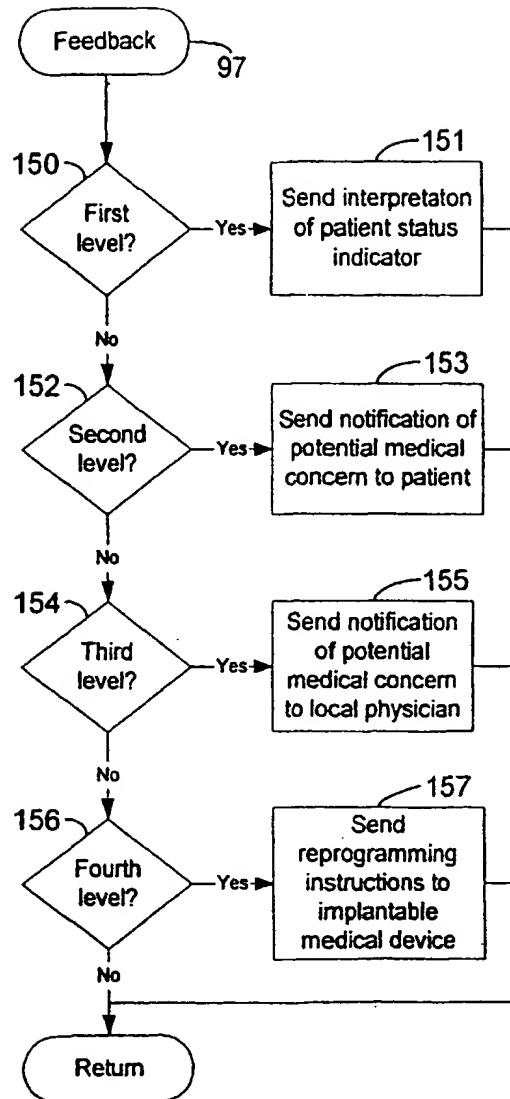 Feedback
97
150
151
First
level?
Yes
Send interpretaton
of patient status
indicator
No
152
153
Second
level?
Yes
Send notification of
potential medical
concern to patient
No
154
155
Third
level?
Yes
Send notification
of potential
medical concern
to local physician
No
156
157
Fourth
level?
Yes
Send
reprogramming
instructions to
implantable
medical device
No
Return